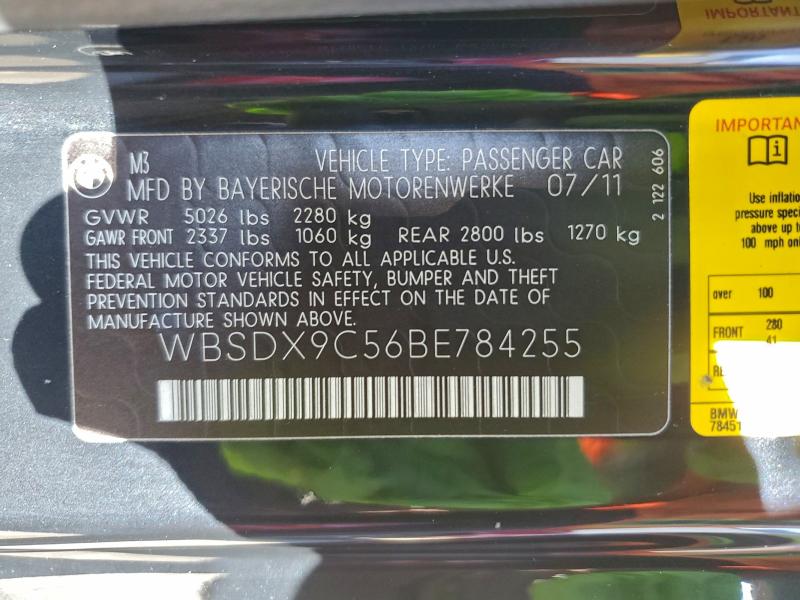 M3
VEHICLE TYPE: PASSENGER CAR
MFD BY BAYERISCHE MOTORENWERKE 07/11
GVWR 5026 lbs 2280 kg
GAWR FRONT 2337 lbs 1060 kg REAR 2800 lbs 1270 kg
THIS VEHICLE CONFORMS TO ALL APPLICABLE U.S.
FEDERAL MOTOR VEHICLE SAFETY, BUMPER AND THEFT
PREVENTION STANDARDS IN EFFECT ON THE DATE OF
MANUFACTURE SHOWN ABOVE.
WBSDX9C56BE784255
2 122 606
IMPORTAN
i
Use inflatio
pressure speci
above up t
100 mph onl
over 100
FRONT 280
41
RE
BMW
78451
IMPORTANT